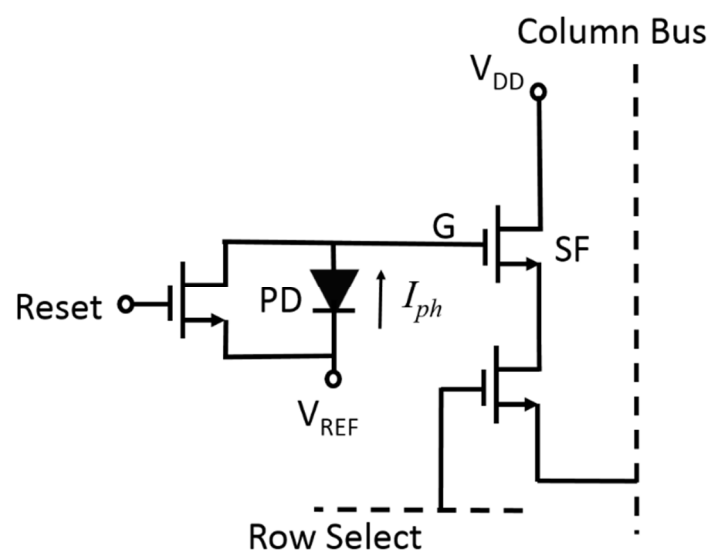 Column Bus
VDD
G
SF
Reset
PD
Iph
VREF
Row Select